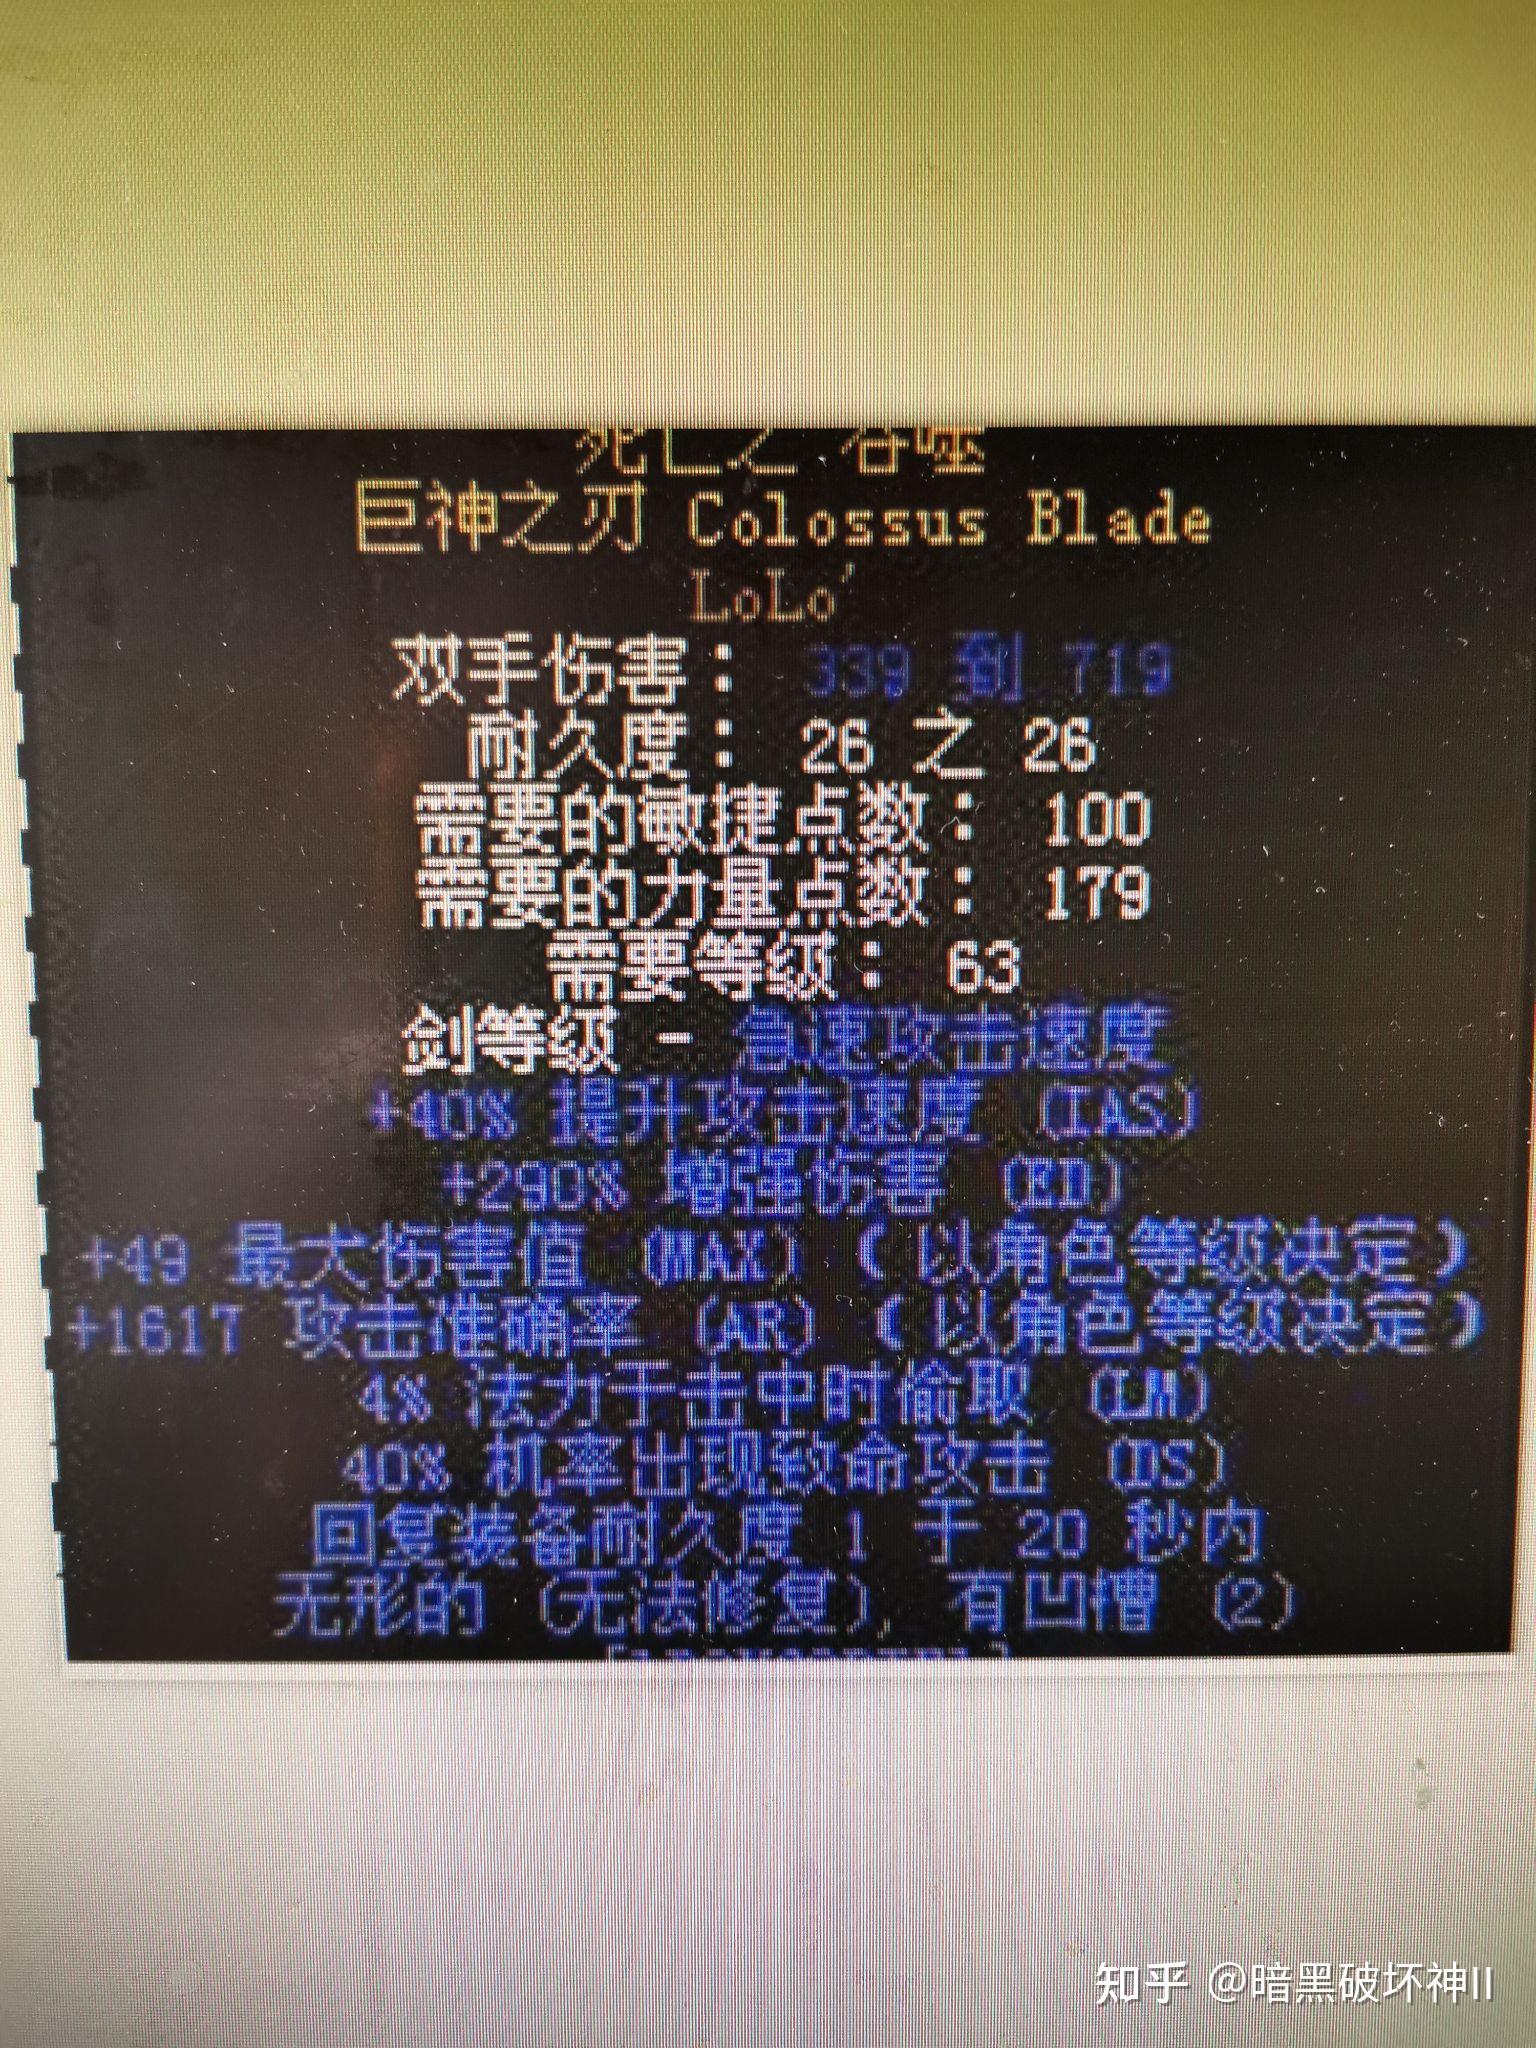 死亡之 吞噬
巨神之刃 Colossus Blade
LoLo'
双手伤害： 339 到 719
耐久度： 26 之 26
需要的敏捷点数： 100
需要的力量点数： 179
需要等级： 63
剑等级 - 急速攻击速度
+40% 提升攻击速度 (IAS)
+290% 增强伤害 (ED)
+49 最大伤害值 (MAX) (以角色等级决定)
+1617 攻击准确率 (AR) (以角色等级决定)
4% 法力于击中时偷取 (LM)
40% 机率出现致命攻击 (DS)
回复装备耐久度 1 于 20 秒内
无形的 (无法修复), 有凹槽 (2)
知乎 @暗黑破坏神II